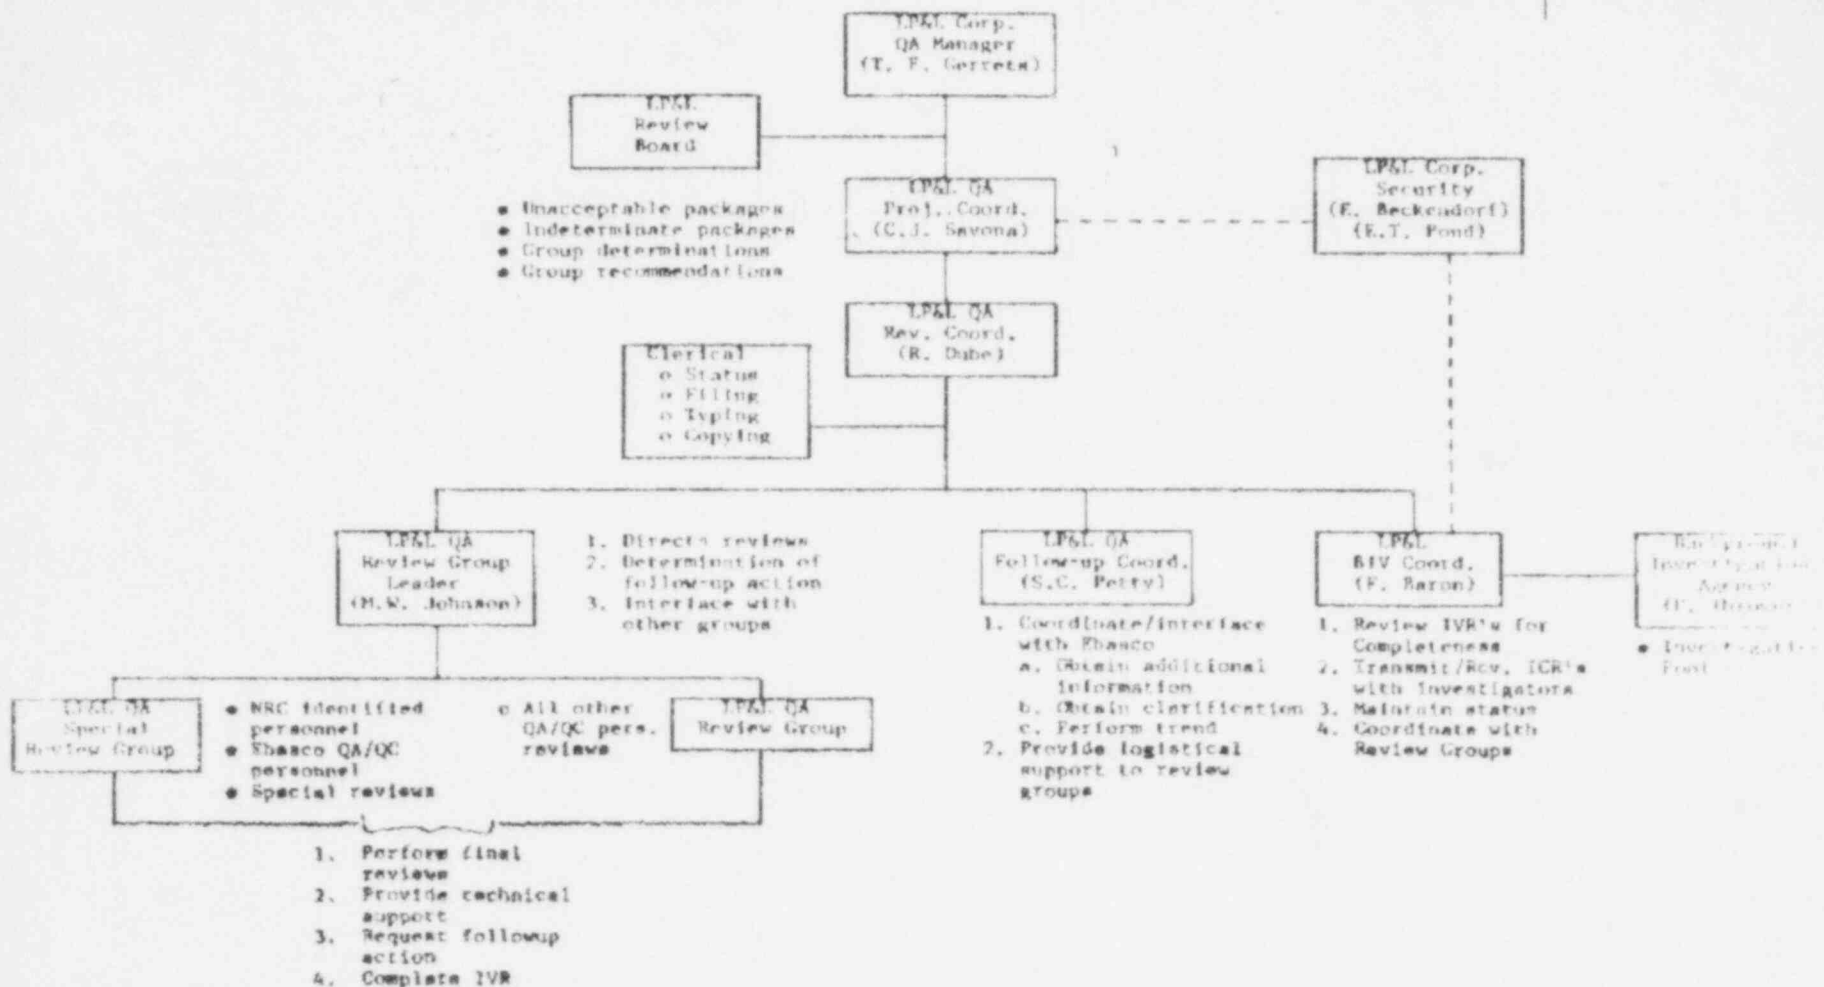 LP&L Corp.
QA Manager
(T. F. Gerrets)
LP&L
Review
Board
• Unacceptable packages
• Indeterminate packages
• Group determinations
• Group recommendations
LP&L QA
Proj. Coord.
(C.J. Savona)
LP&L Corp.
Security
(E. Beckendorf)
(E.T. Pond)
LP&L QA
Rev. Coord.
(R. Dube)
Clerical
o Status
o Filing
o Typing
o Copying
LP&L QA
Review Group
Leader
(M.W. Johnson)
1. Directs reviews
2. Determination of
follow-up action
3. Interface with
other groups
LP&L QA
Follow-up Coord.
(S.C. Petty)
1. Coordinate/interface
with Ebasco
a. Obtain additional
information
b. Obtain clarification
c. Perform trend
2. Provide logistical
support to review
groups
LP&L
BIV Coord.
(F. Baron)
1. Review IVR's for
Completeness
2. Transmit/Rcv. ICR's
with Investigators
3. Maintain status
4. Coordinate with
Review Groups
Background
Investigation
Agency
LP&L QA
Special
Review Group
• NRC identified
personnel
• Ebasco QA/QC
personnel
• Special reviews
o All other
QA/QC pers.
reviews
LP&L QA
Review Group
1. Perform final
reviews
2. Provide technical
support
3. Request followup
action
4. Complete IVR